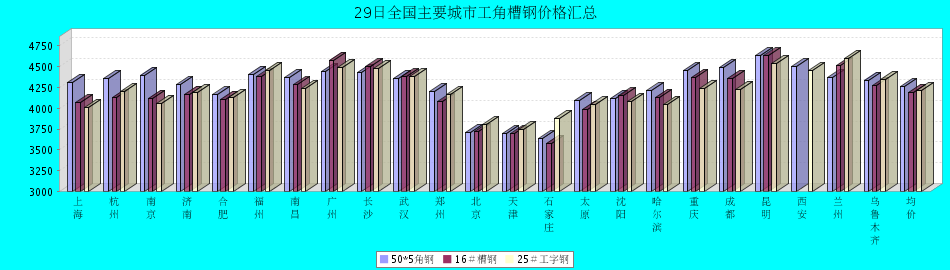 29日全国主要城市工角槽钢价格汇总
4750
4500
4250
4000
3750
3500
3250
3000
上海
杭州
南京
济南
合肥
福州
南昌
广州
长沙
武汉
郑州
北京
天津
石家庄
太原
沈阳
哈尔滨
重庆
成都
昆明
西安
兰州
乌鲁木齐
均价
50*5角钢
16#槽钢
25#工字钢